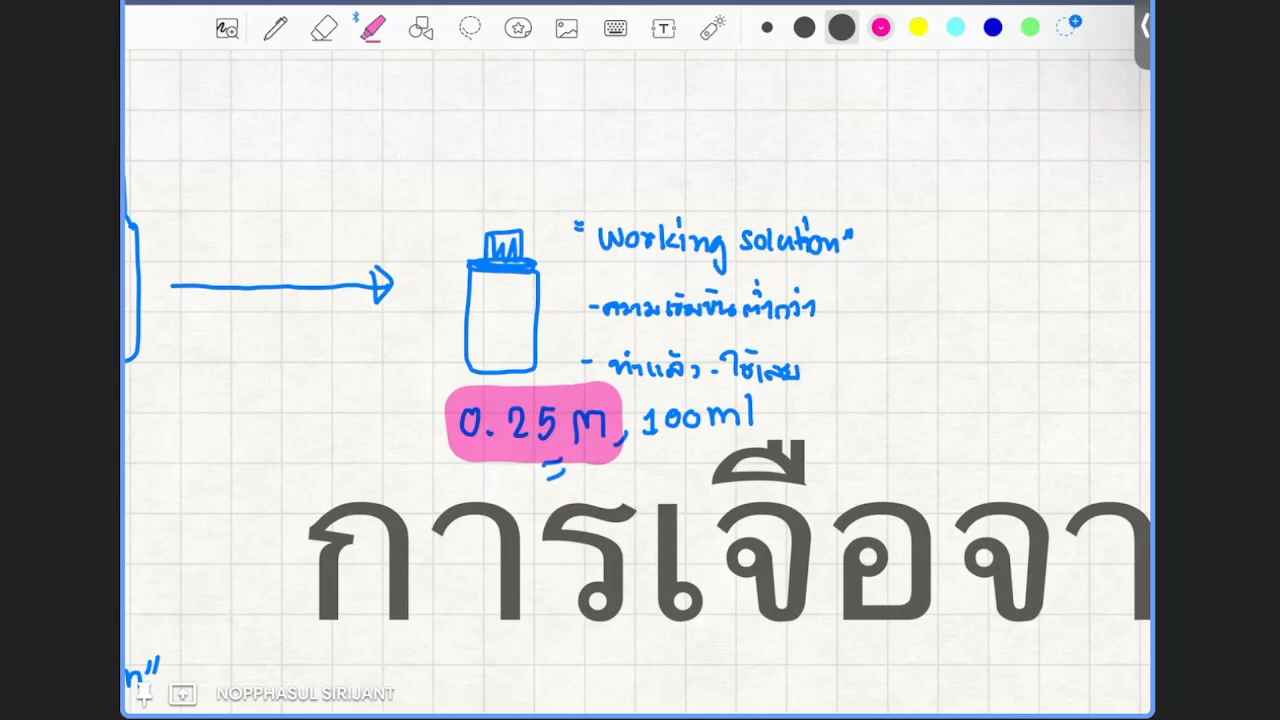 "Working solution"
- ความเข้มข้นต่ำกว่า
- ทำแล้ว - ใช้เลย
0.25 M, 100 ml
การเจือจา
n"
NOPPHASUL SIRIJANT